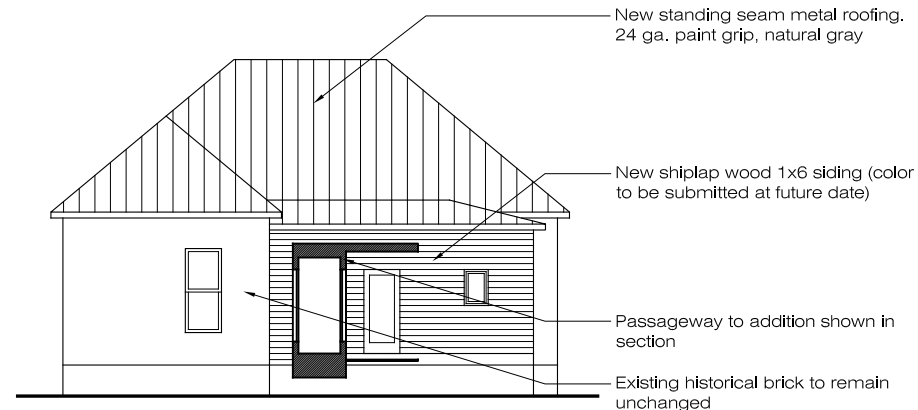 New standing seam metal roofing.
24 ga. paint grip, natural gray
New shiplap wood 1x6 siding (color
to be submitted at future date)
Passageway to addition shown in
section
Existing historical brick to remain
unchanged